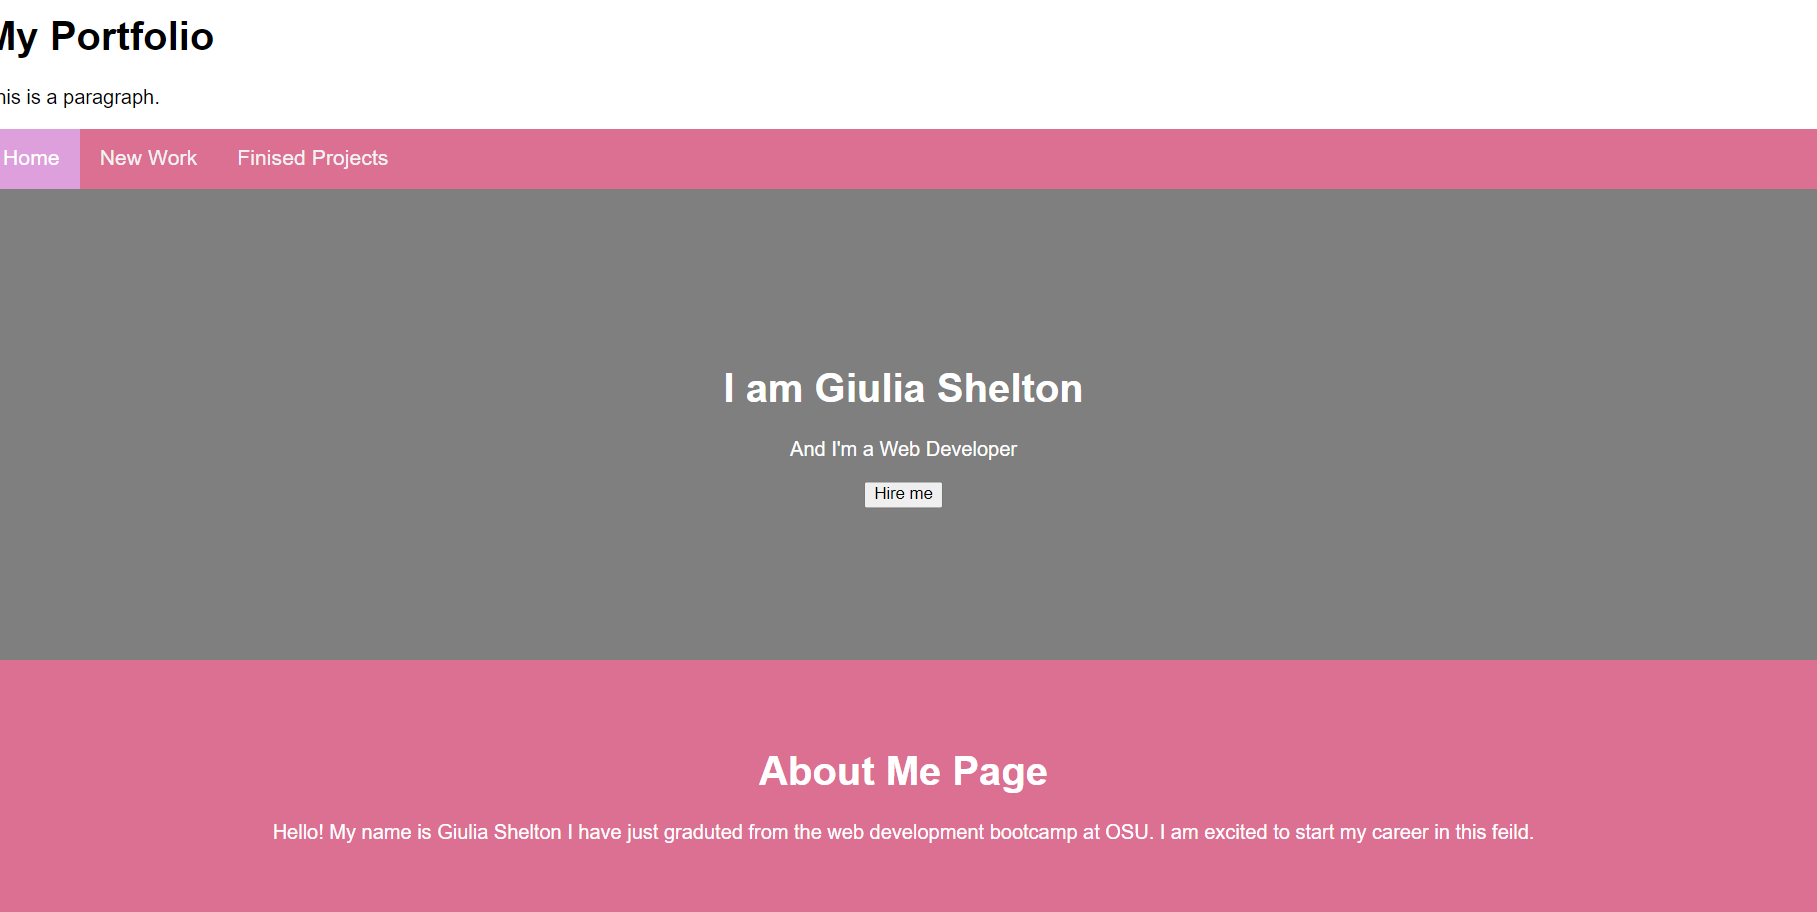 My Portfolio
his is a paragraph.
Home New Work Finised Projects
I am Giulia Shelton
And I'm a Web Developer
Hire me
About Me Page
Hello! My name is Giulia Shelton I have just graduted from the web development bootcamp at OSU. I am excited to start my career in this feild.